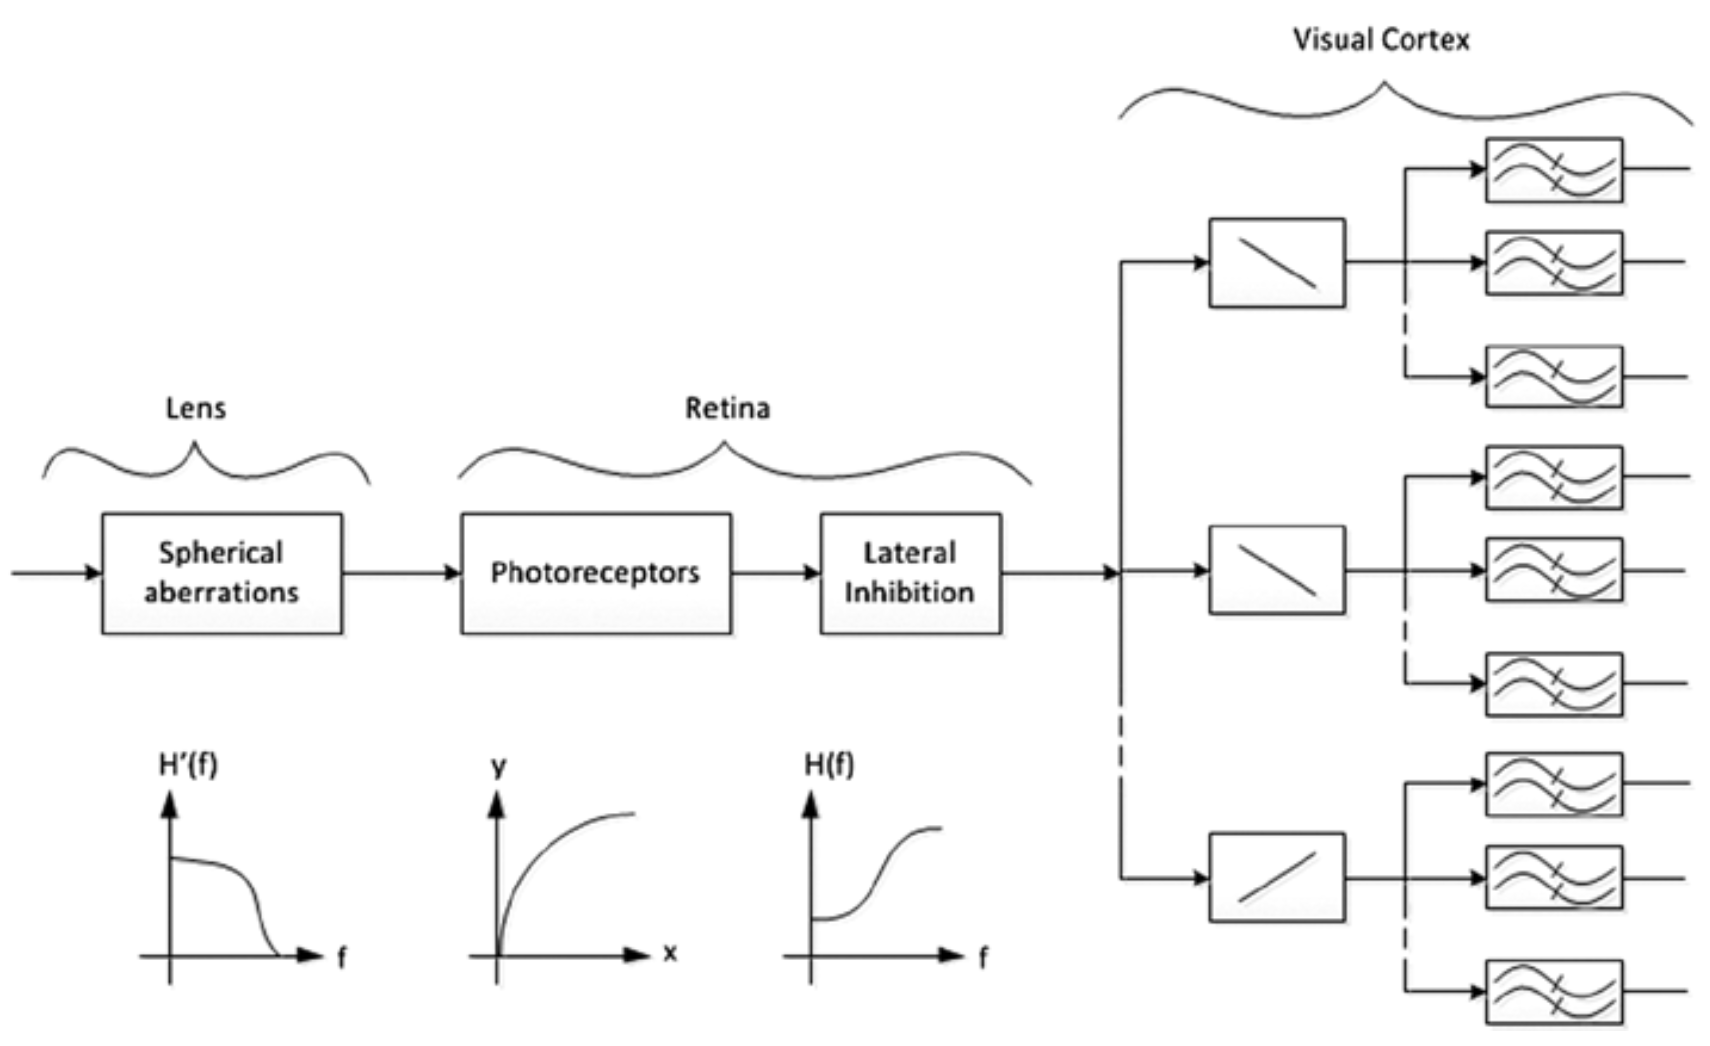 Visual Cortex
Lens
Retina
Spherical
aberrations
Photoreceptors
Lateral
Inhibition
H'(f)
f
y
x
H(f)
f